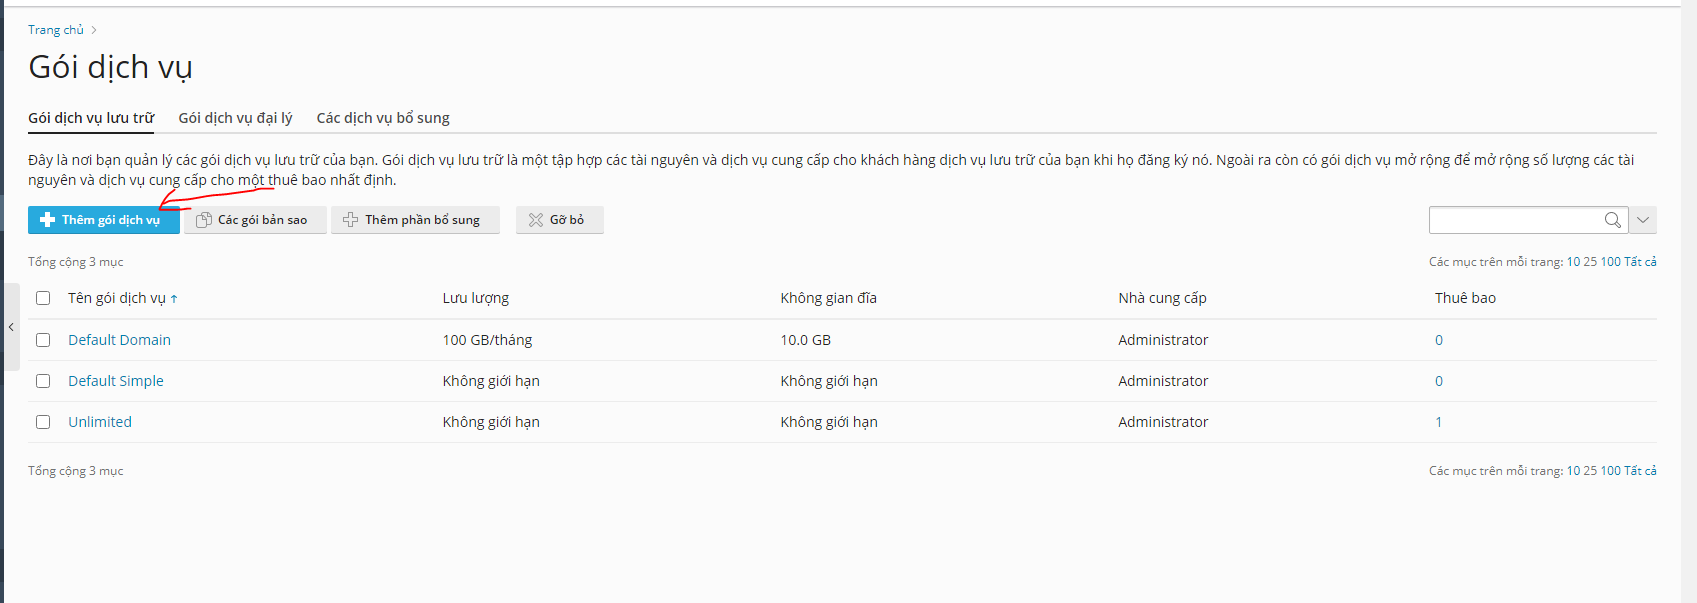 Trang chủ
Gói dịch vụ
Gói dịch vụ lưu trữ Gói dịch vụ đại lý Các dịch vụ bổ sung
Đây là nơi bạn quản lý các gói dịch vụ lưu trữ của bạn. Gói dịch vụ lưu trữ là một tập hợp các tài nguyên và dịch vụ cung cấp cho khách hàng dịch vụ lưu trữ của bạn khi họ đăng ký nó. Ngoài ra còn có gói dịch vụ mở rộng để mở rộng số lượng các tài
nguyên và dịch vụ cung cấp cho một thuê bao nhất định.
Thêm gói dịch vụ Các gói bản sao Thêm phần bổ sung Gỡ bỏ
Tổng cộng 3 mục Các mục trên mỗi trang: 10 25 100 Tất cả
Tên gói dịch vụ Lưu lượng Không gian đĩa Nhà cung cấp Thuê bao
Default Domain 100 GB/tháng 10.0 GB Administrator 0
Default Simple Không giới hạn Không giới hạn Administrator 0
Unlimited Không giới hạn Không giới hạn Administrator 1
Tổng cộng 3 mục Các mục trên mỗi trang: 10 25 100 Tất cả